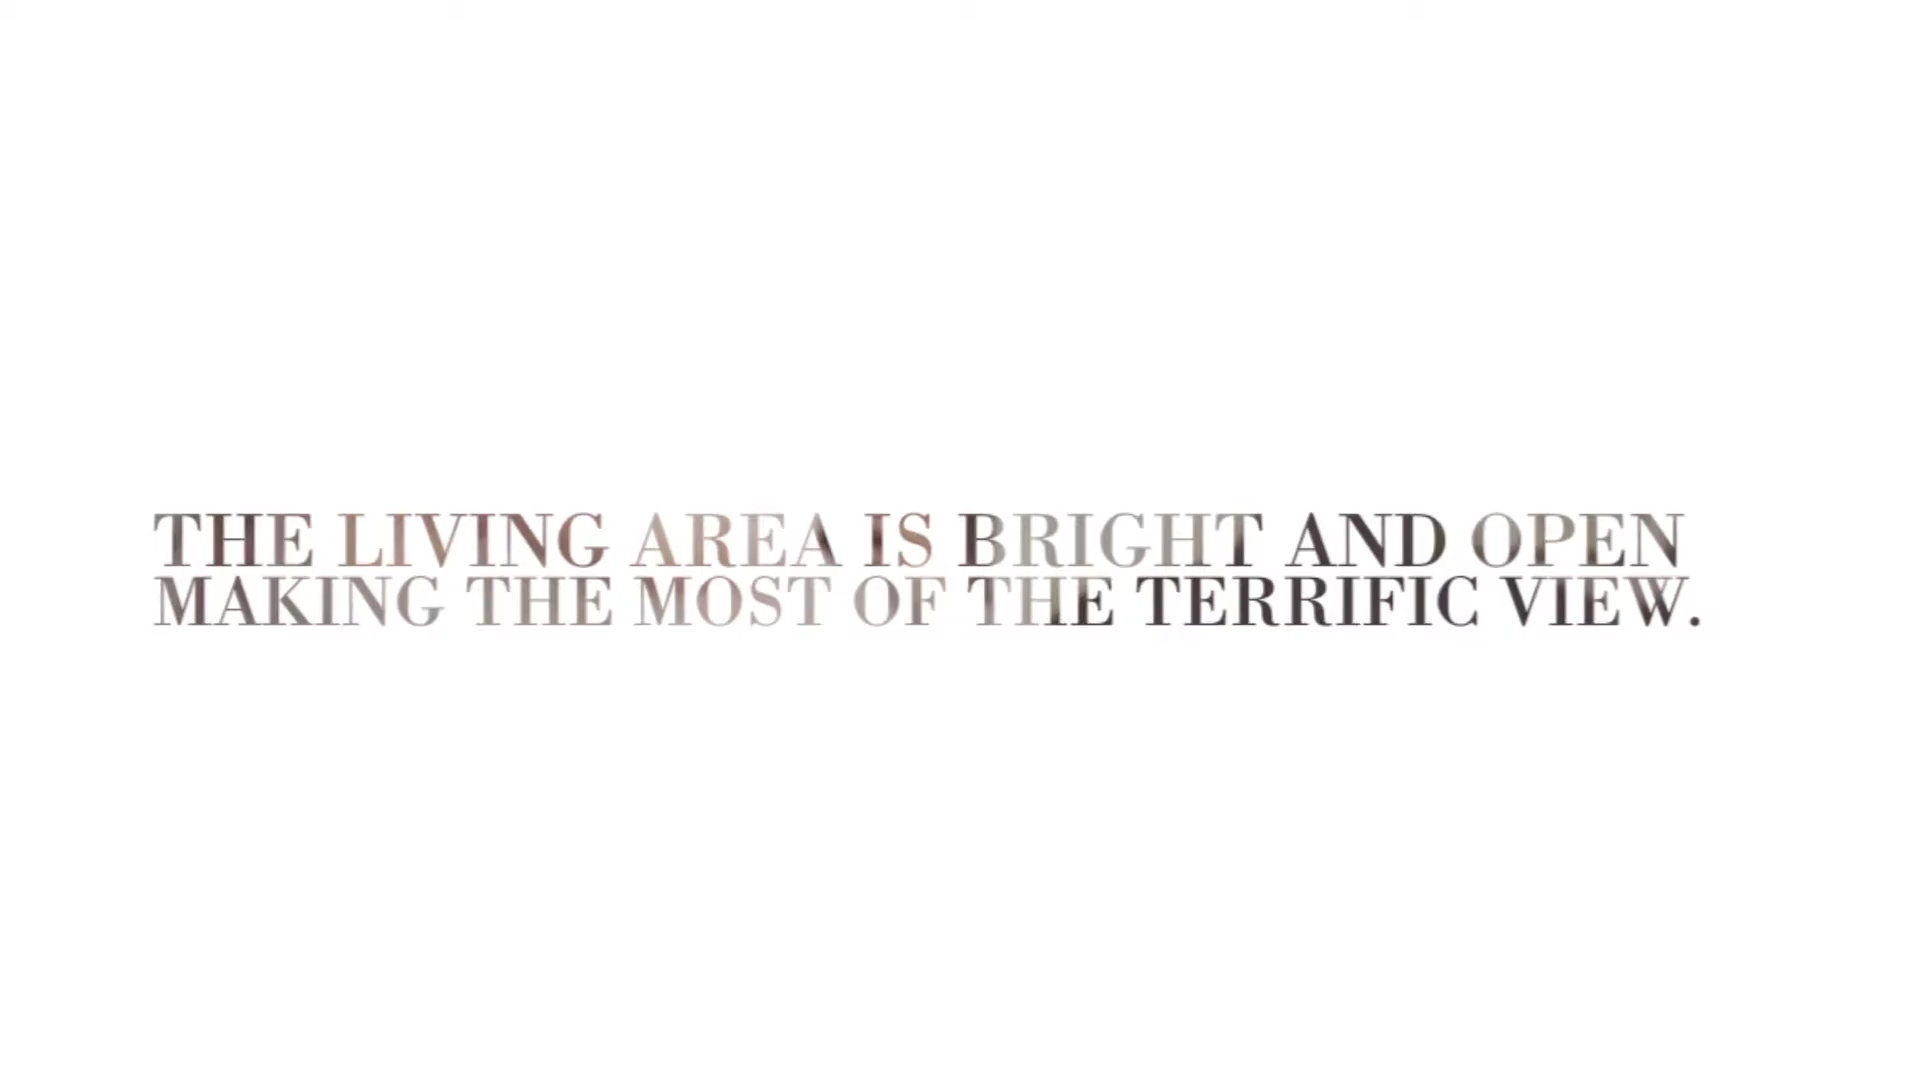 THE LIVING AREA IS BRIGHT AND OPEN
MAKING THE MOST OF THE TERRIFIC VIEW.